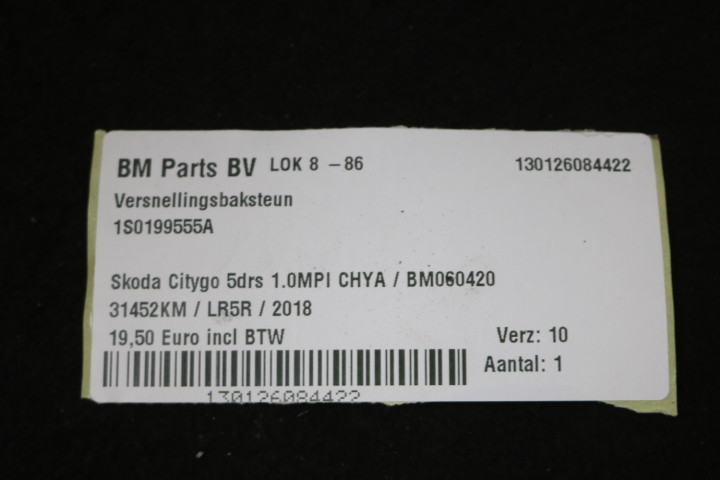 BM Parts BV LOK 8 - 86 130126084422
Versnellingsbaksteun
1S0199555A
Skoda Citygo 5drs 1.0MPI CHYA / BM060420
31452KM / LR5R / 2018
19,50 Euro incl BTW Verz: 10
Aantal: 1
130126084422